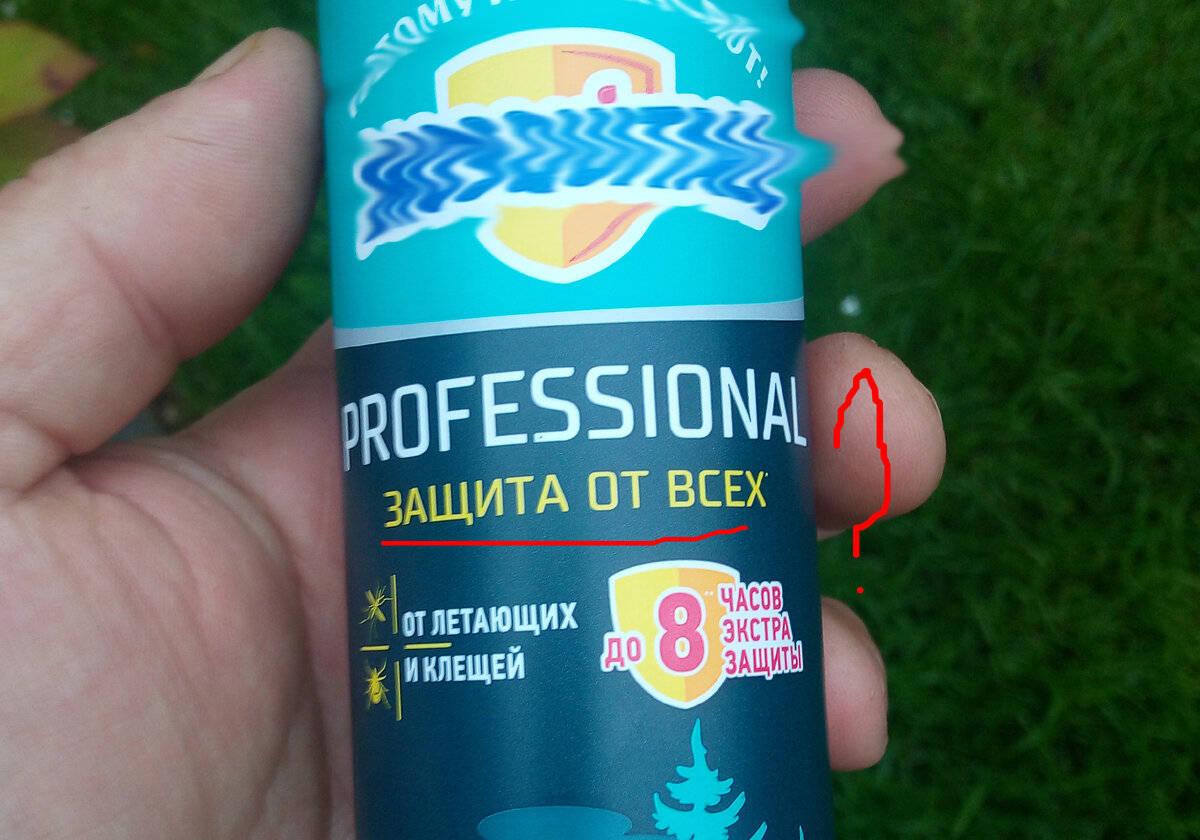 PROFESSIONAL
ЗАЩИТА ОТ ВСЕХ*
ОТ ЛЕТАЮЩИХ
И КЛЕЩЕЙ
ДО 8**
ЧАСОВ
ЭКСТРА
ЗАЩИТЫ